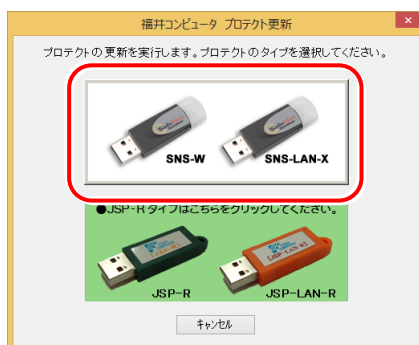 福井コンピュータ プロテクト更新
×
プロテクトの更新を実行します。プロテクトのタイプを選択してください。
SNS-W
SNS-LAN-X
●JSP-Rタイプはこちらをクリックしてください。
JSP-R
JSP-LAN-R
キャンセル